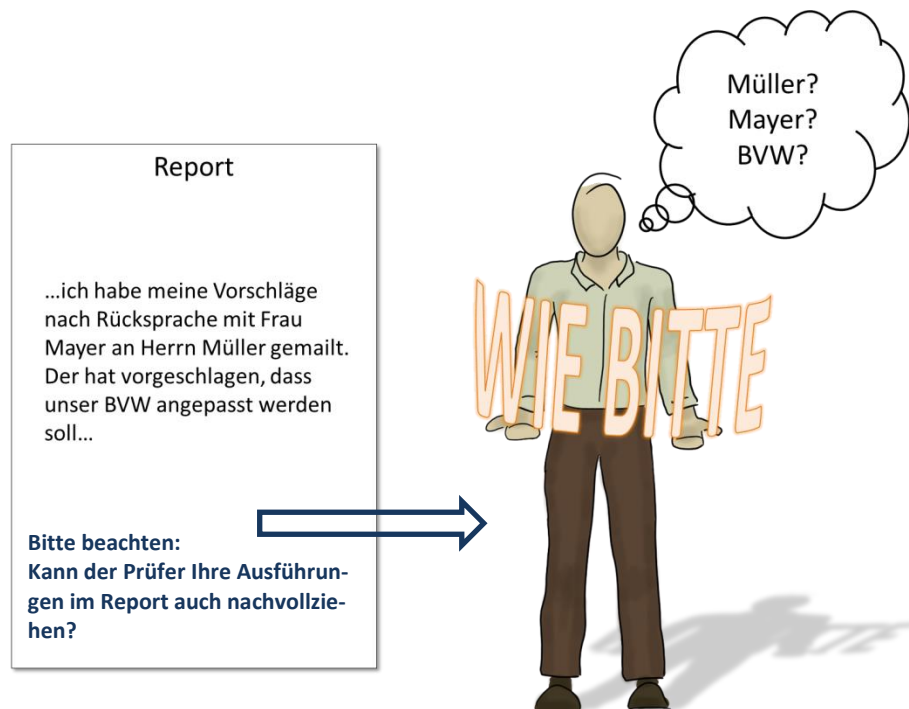 Report
...ich habe meine Vorschläge
nach Rücksprache mit Frau
Mayer an Herrn Müller gemailt.
Der hat vorgeschlagen, dass
unser BVW angepasst werden
soll...
Bitte beachten:
Kann der Prüfer Ihre Ausführun-
gen im Report auch nachvollzie-
hen?
Müller?
Mayer?
BVW?
WIE BITTE